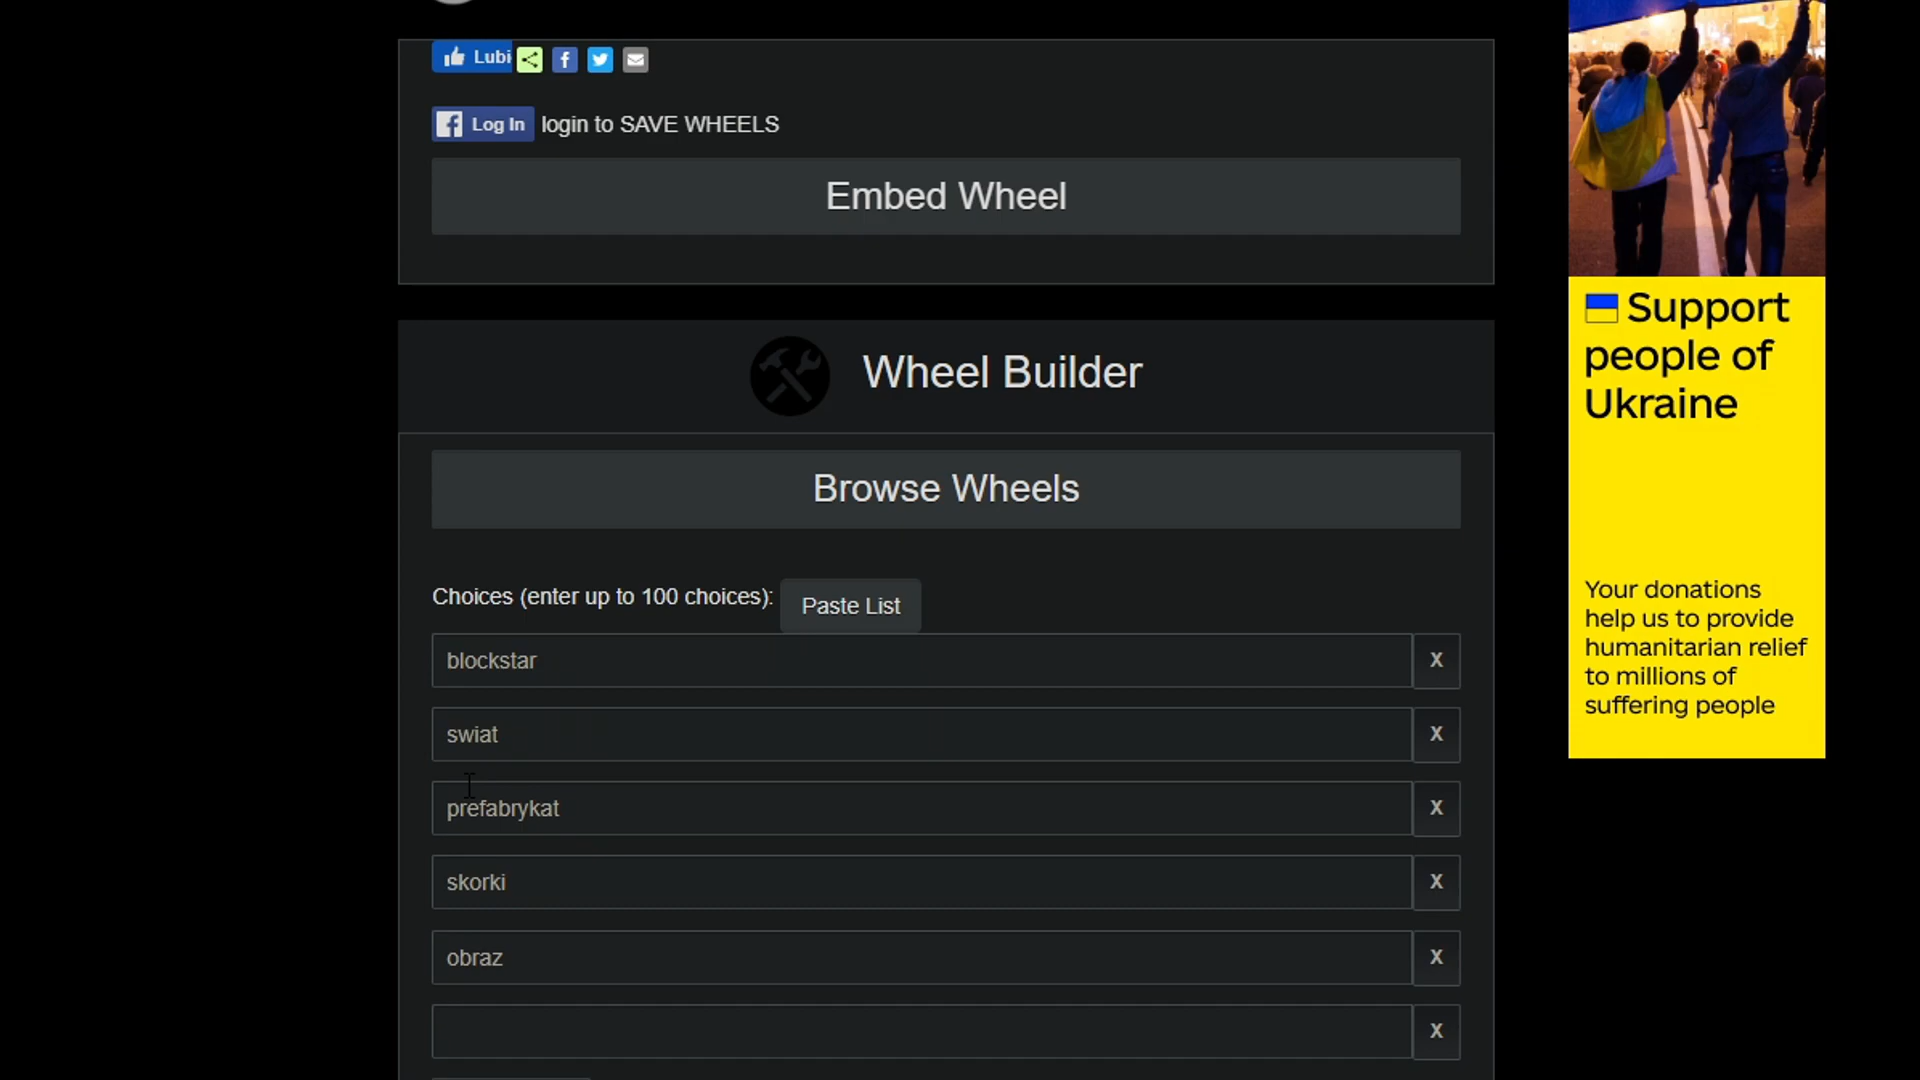 Lubi
Log In login to SAVE WHEELS
Embed Wheel
Wheel Builder
Browse Wheels
Choices (enter up to 100 choices): Paste List
blockstar X
swiat X
prefabrykat X
skorki X
obraz X
X
Support
people of
Ukraine
Your donations
help us to provide
humanitarian relief
to millions of
suffering people